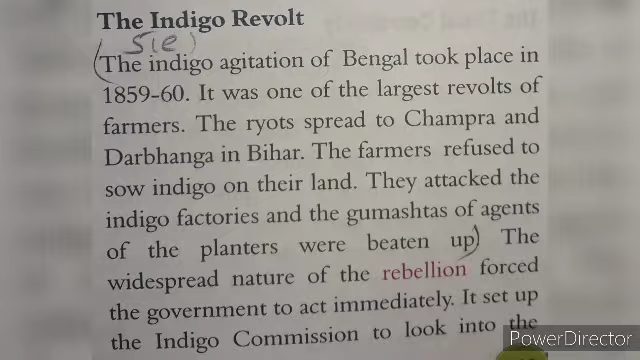 The Indigo Revolt
(Sie)
(The indigo agitation of Bengal took place in
1859-60. It was one of the largest revolts of
farmers. The ryots spread to Champra and
Darbhanga in Bihar. The farmers refused to
sow indigo on their land. They attacked the
indigo factories and the gumashtas of agents
of the planters were beaten up) The
widespread nature of the rebellion forced
the government to act immediately. It set up
the Indigo Commission to look into the
PowerDirector